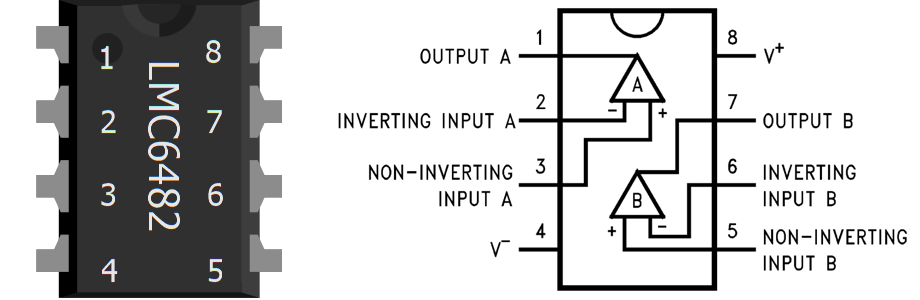 1 8
2 7
3 6
4 5
LMC6482
OUTPUT A 1
INVERTING INPUT A 2
NON-INVERTING
INPUT A 3
V⁻ 4
A
- +
B
+ -
8 V⁺
7 OUTPUT B
6 INVERTING
INPUT B
5 NON-INVERTING
INPUT B